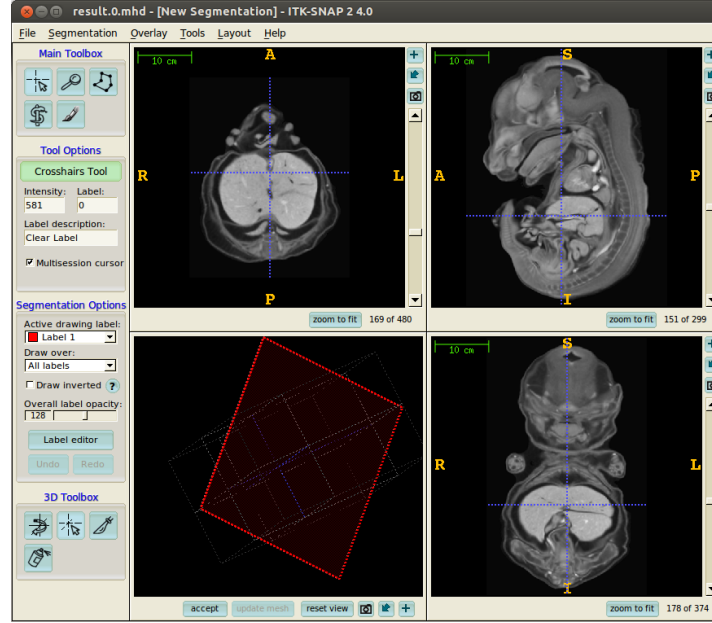 result.0.mhd - [New Segmentation] - ITK-SNAP 2 4.0
File Segmentation Overlay Tools Layout Help
Main Toolbox
Tool Options
Crosshairs Tool
Intensity: Label:
581 0
Label description:
Clear Label
Multisession cursor
Segmentation Options
Active drawing label:
Label 1
Draw over:
All labels
Draw inverted ?
Overall label opacity:
128
Label editor
Undo Redo
3D Toolbox
10 cm
A
R
L
P
zoom to fit 169 of 480
10 cm
S
A
P
I
zoom to fit 151 of 299
accept update mesh reset view
10 cm
S
R
L
I
zoom to fit 178 of 374